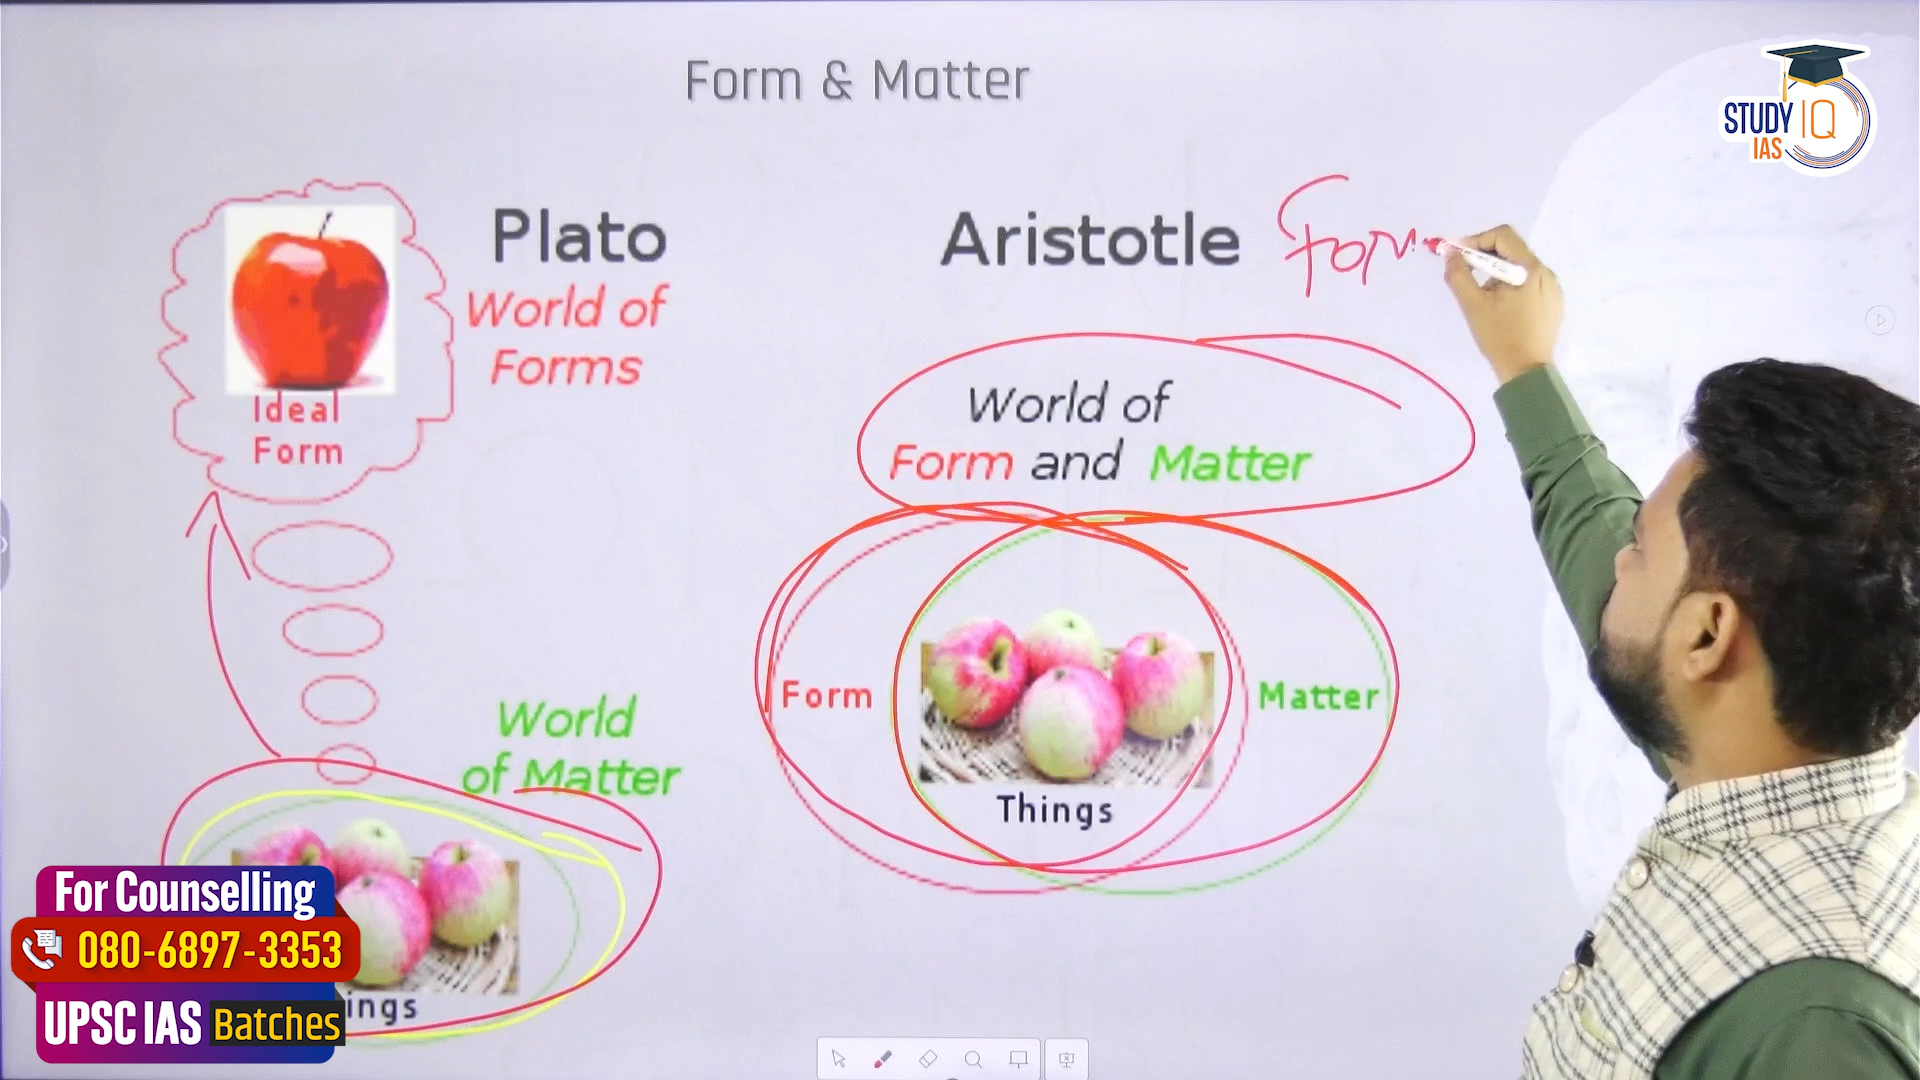 Form & Matter
STUDY IQ
IAS
Plato
World of
Forms
Ideal
Form
World
of Matter
ings
Aristotle
Form
World of
Form and Matter
Form
Matter
Things
For Counselling
080-6897-3353
UPSC IAS Batches